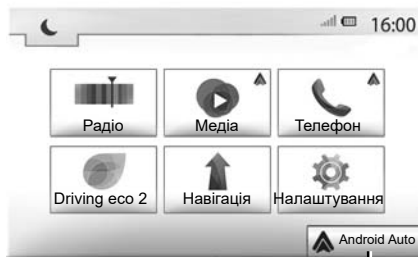 16:00
Радіо
Медіа
Телефон
Driving eco 2
Навігація
Налаштування
Android Auto